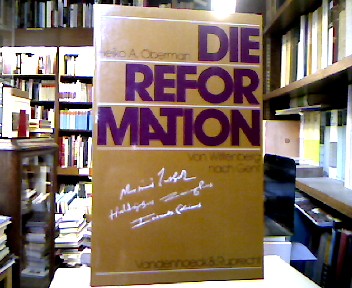 Heiko A. Oberman
DIE
REFOR
MATION
von Wittenberg
nach Genf
Vandenhoeck & Ruprecht